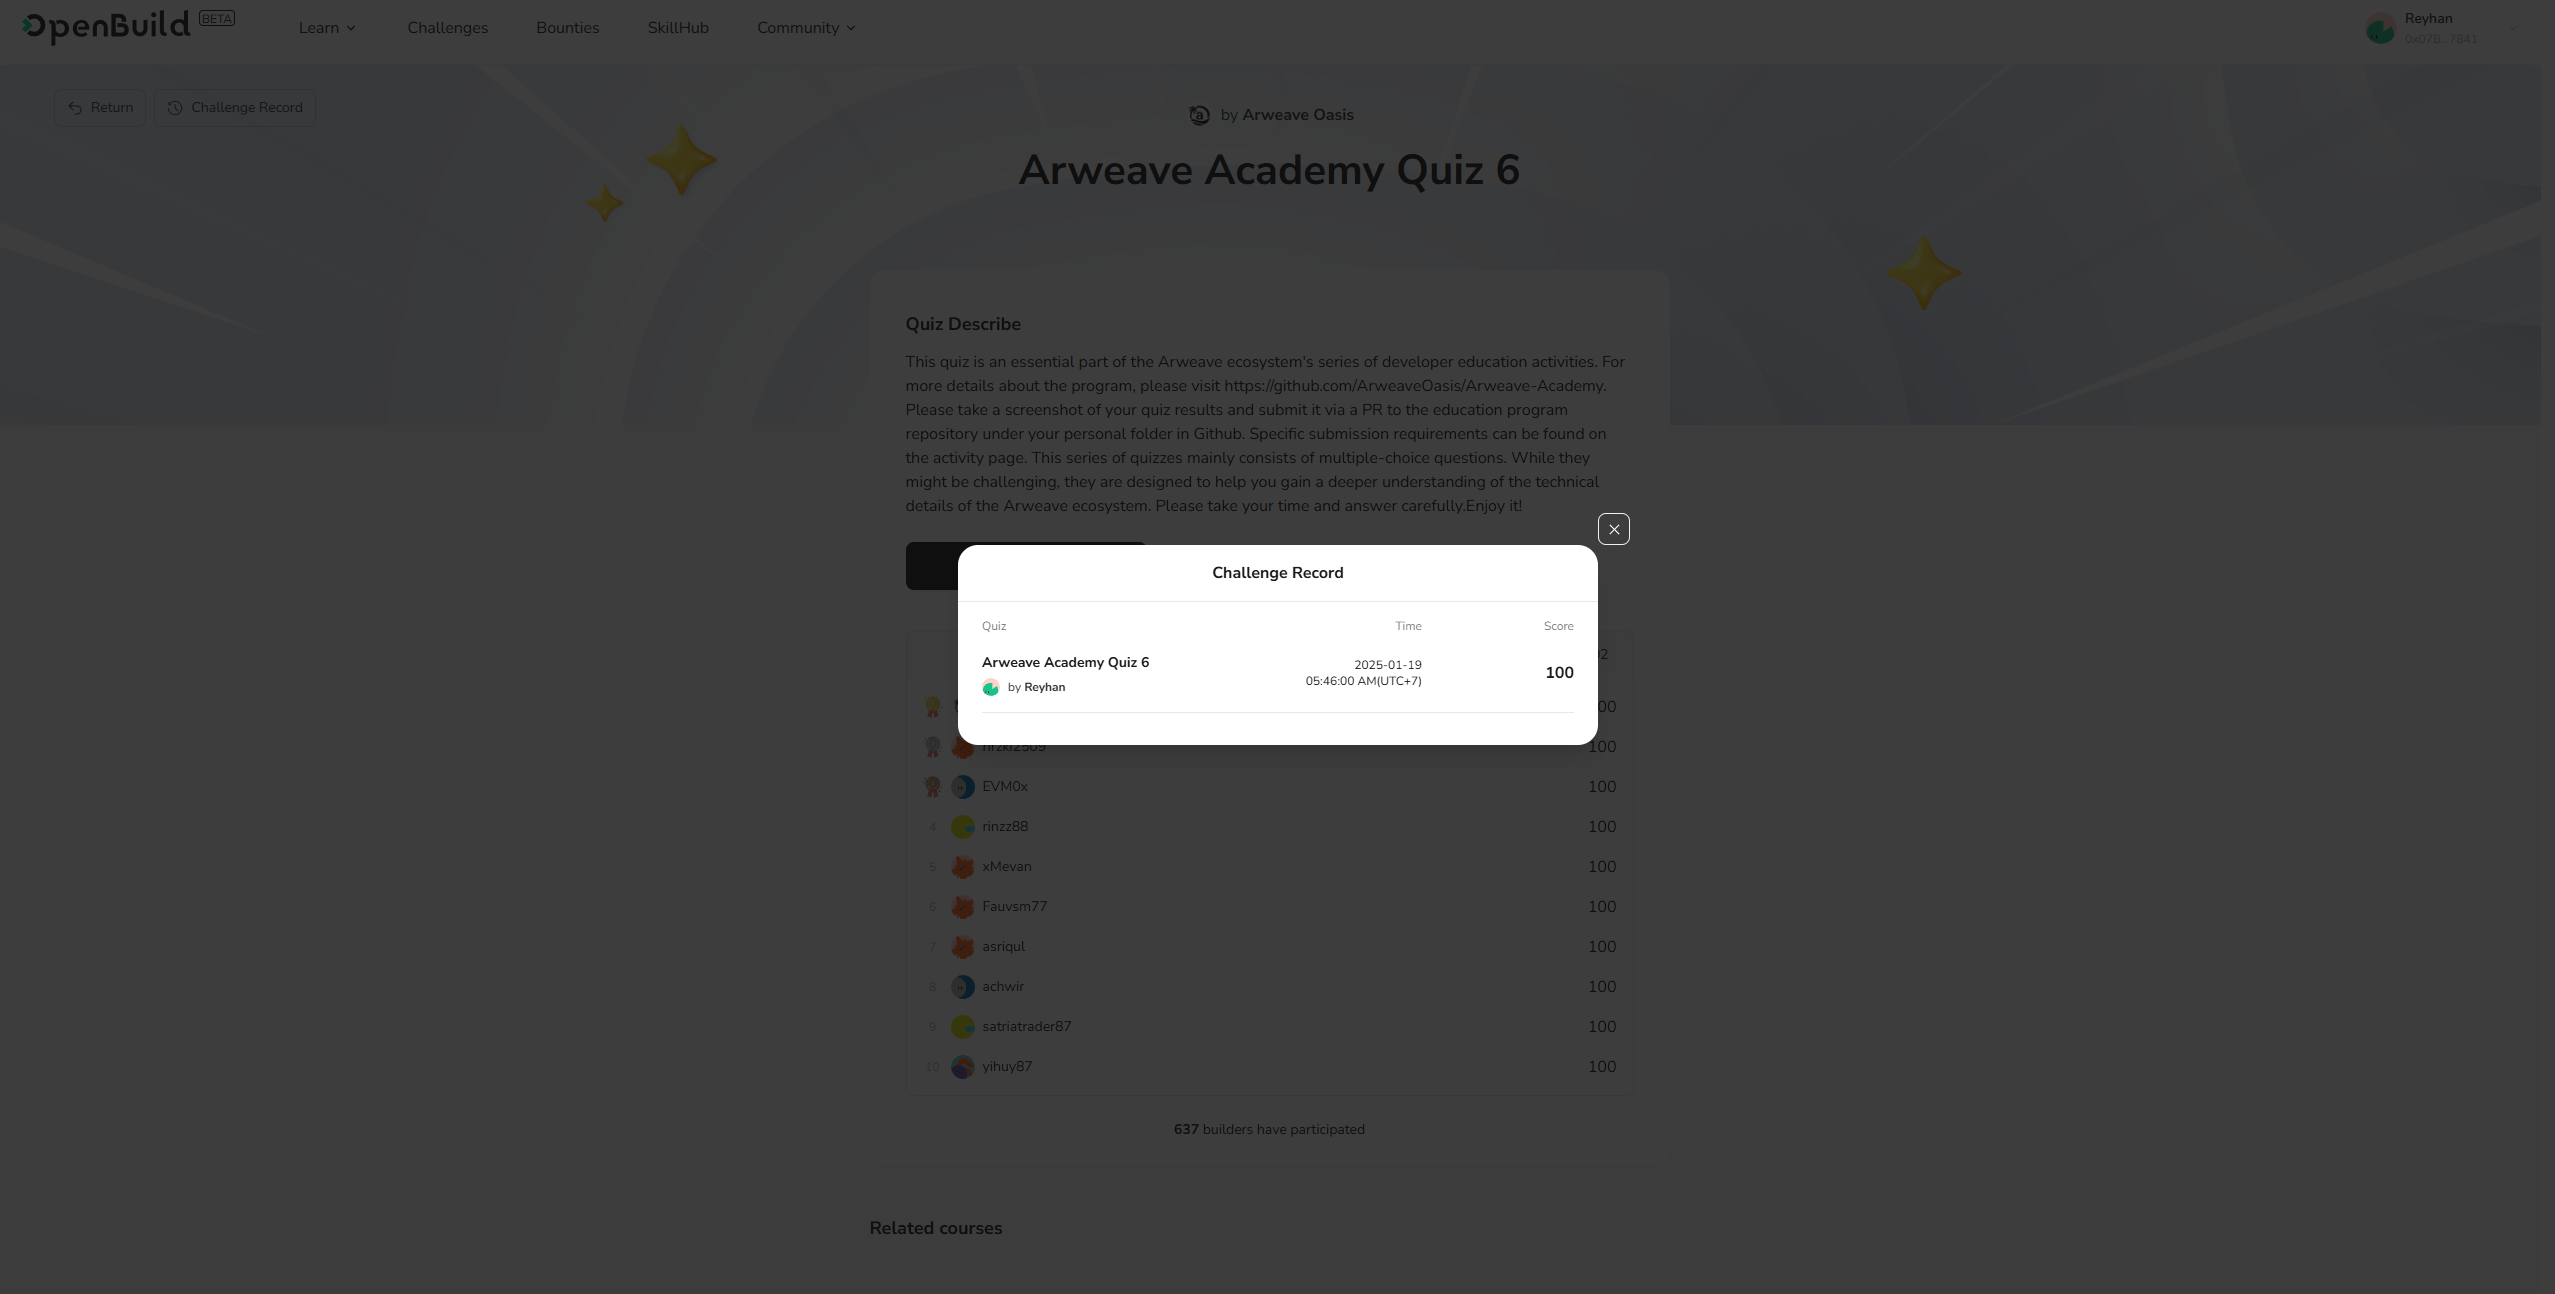 OpenBuild BETA
Learn
Challenges
Bounties
SkillHub
Community
Reyhan
0x07B...7841
Return
Challenge Record
by Arweave Oasis
Arweave Academy Quiz 6
Quiz Describe
This quiz is an essential part of the Arweave ecosystem's series of developer education activities. For
more details about the program, please visit https://github.com/ArweaveOasis/Arweave-Academy.
Please take a screenshot of your quiz results and submit it via a PR to the education program
repository under your personal folder in Github. Specific submission requirements can be found on
the activity page. This series of quizzes mainly consists of multiple-choice questions. While they
might be challenging, they are designed to help you gain a deeper understanding of the technical
details of the Arweave ecosystem. Please take your time and answer carefully.Enjoy it!
Challenge Record
Quiz Time Score
Arweave Academy Quiz 6
by Reyhan
2025-01-19
05:46:00 AM(UTC+7)
100
100
EVM0x 100
4 rinzz88 100
5 xMevan 100
6 Fauvsm77 100
7 asriqul 100
8 achwir 100
9 satriatrader87 100
10 yihuy87 100
637 builders have participated
Related courses